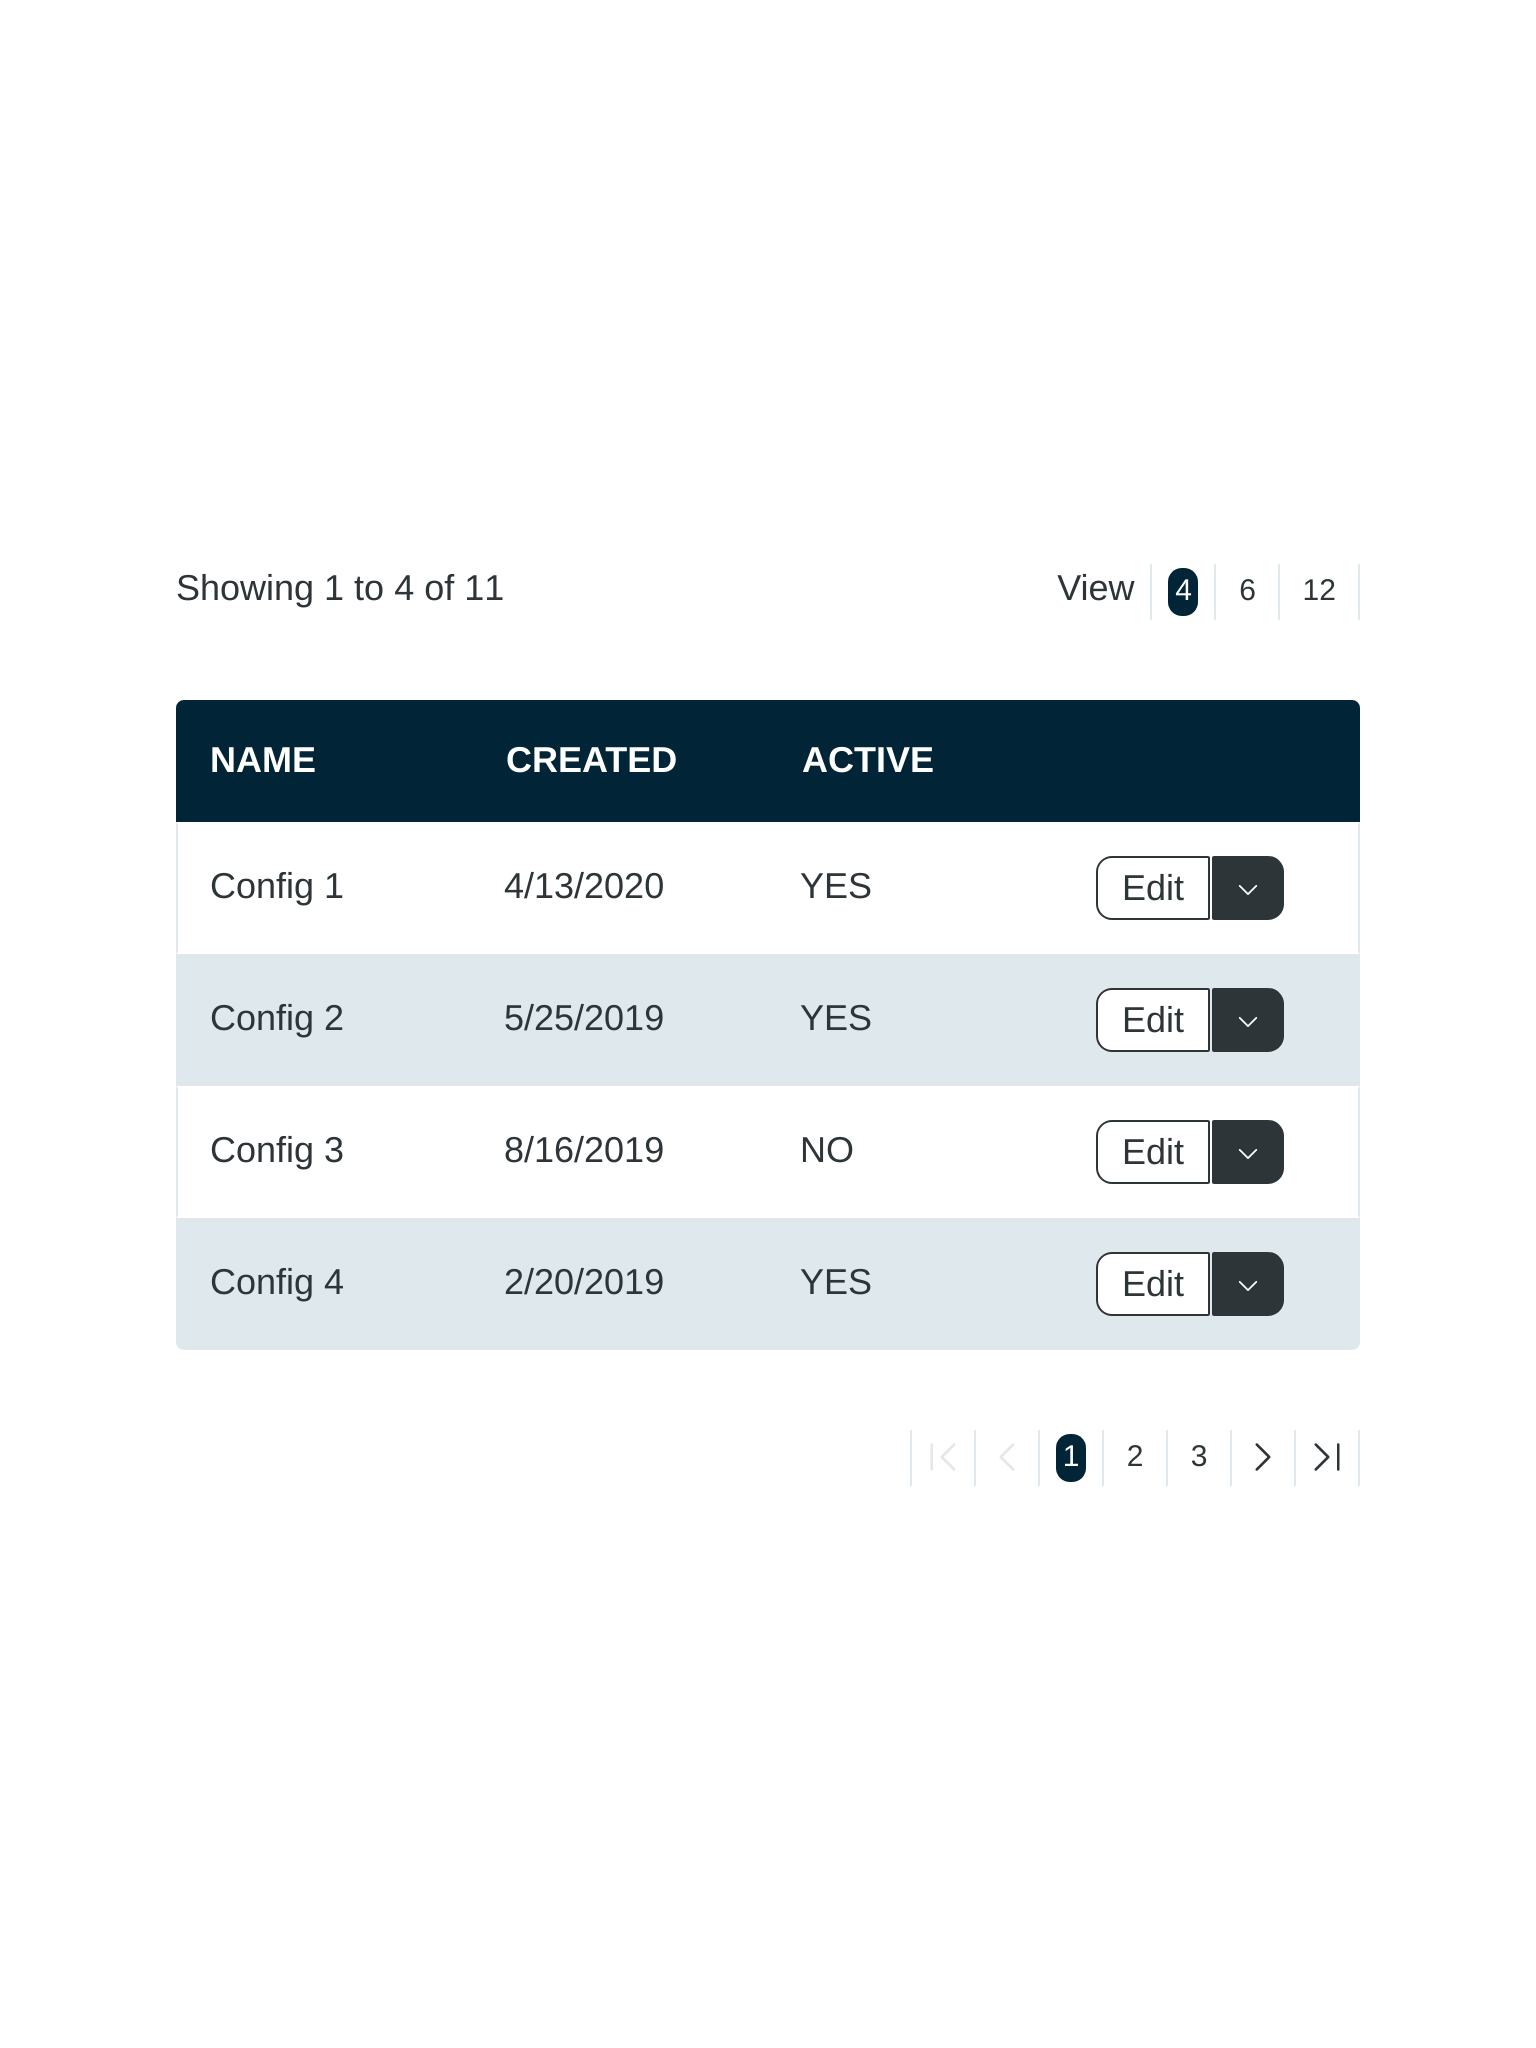 Showing 1 to 4 of 11
View 4 6 12
NAME CREATED ACTIVE
Config 1 4/13/2020 YES Edit
Config 2 5/25/2019 YES Edit
Config 3 8/16/2019 NO Edit
Config 4 2/20/2019 YES Edit
1 2 3